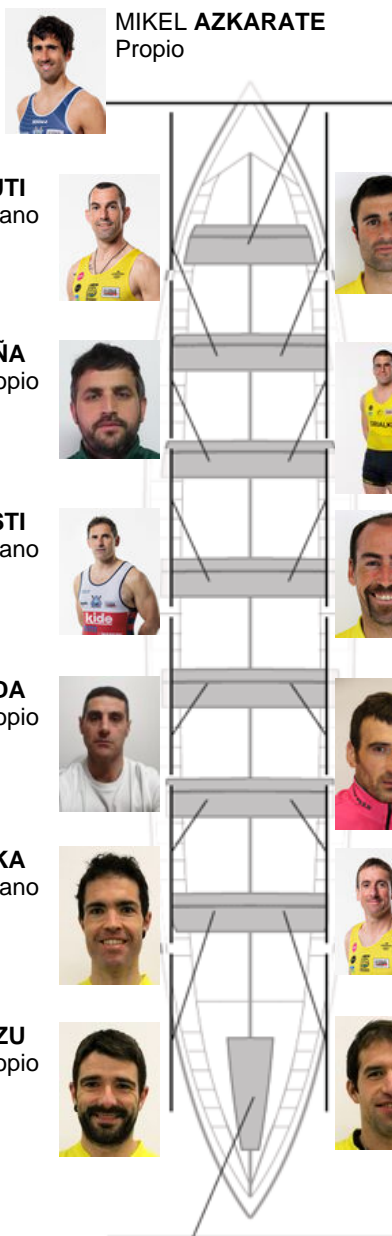 MIKEL AZKARATE
Propio
UTI
ano
ÑA
opio
STI
ano
DA
opio
KA
ano
ZU
opio
kide